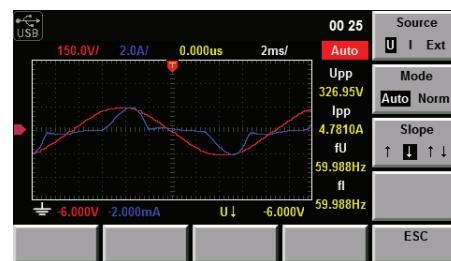 USB
00 25
150.0V/ 2.0A/ 0.000us 2ms/ Auto
T
Upp
326.95V
Ipp
4.7810A
fU
59.988Hz
fI
59.988Hz
-6.000V -2.000mA U↓ -6.000V
Source
U I Ext
Mode
Auto Norm
Slope
↑ ↓ ↑↓
ESC